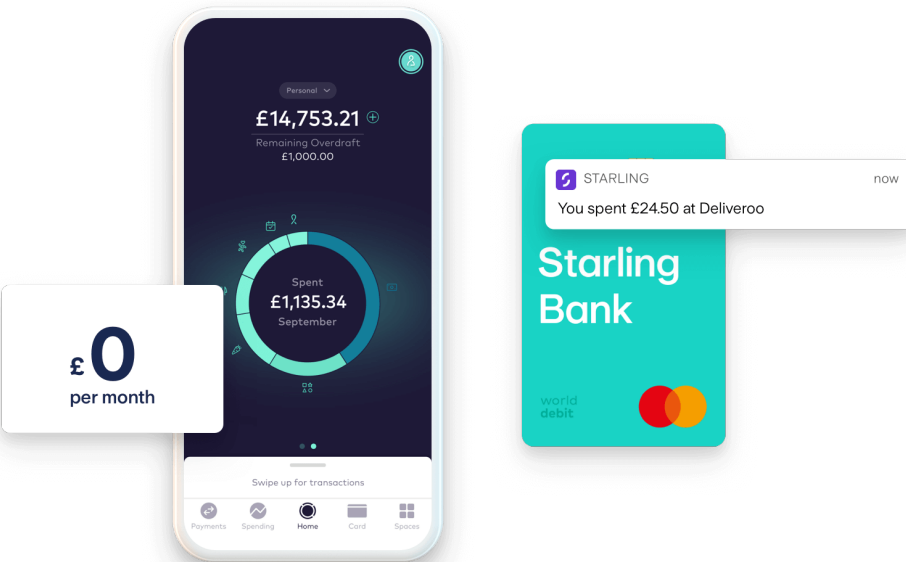 Personal
£14,753.21
Remaining Overdraft
£1,000.00
Spent
£1,135.34
September
£0
per month
Swipe up for transactions
Payments Spending Home Card Spaces
STARLING now
You spent £24.50 at Deliveroo
Starling
Bank
world
debit